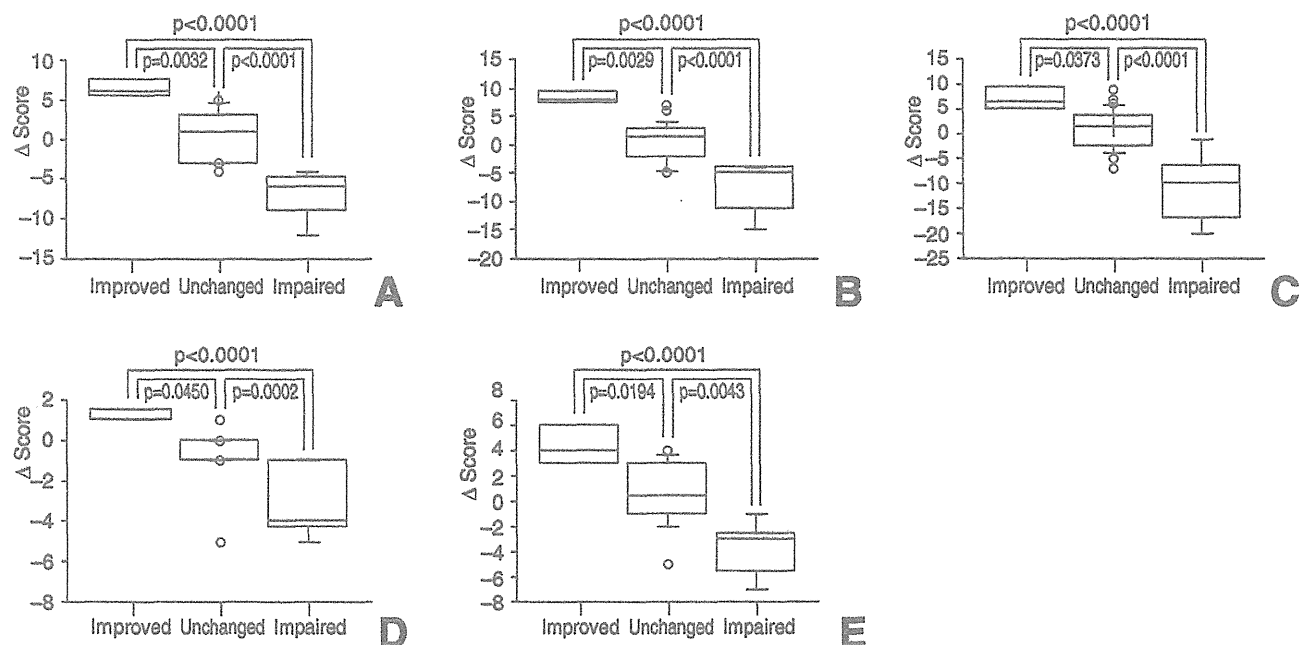 p<0.0001
p=0.0032 p<0.0001
Δ Score
10
5
0
–5
–10
–15
Improved Unchanged Impaired
A
p<0.0001
p=0.0029 p<0.0001
Δ Score
15
10
5
0
–5
–10
–15
–20
Improved Unchanged Impaired
B
p<0.0001
p=0.0373 p<0.0001
Δ Score
15
10
5
0
–5
–10
–15
–20
–25
Improved Unchanged Impaired
C
p<0.0001
p=0.0450 p=0.0002
Δ Score
2
0
–2
–4
–6
–8
Improved Unchanged Impaired
D
p<0.0001
p=0.0194 p=0.0043
Δ Score
8
6
4
2
0
–2
–4
–6
–8
Improved Unchanged Impaired
E